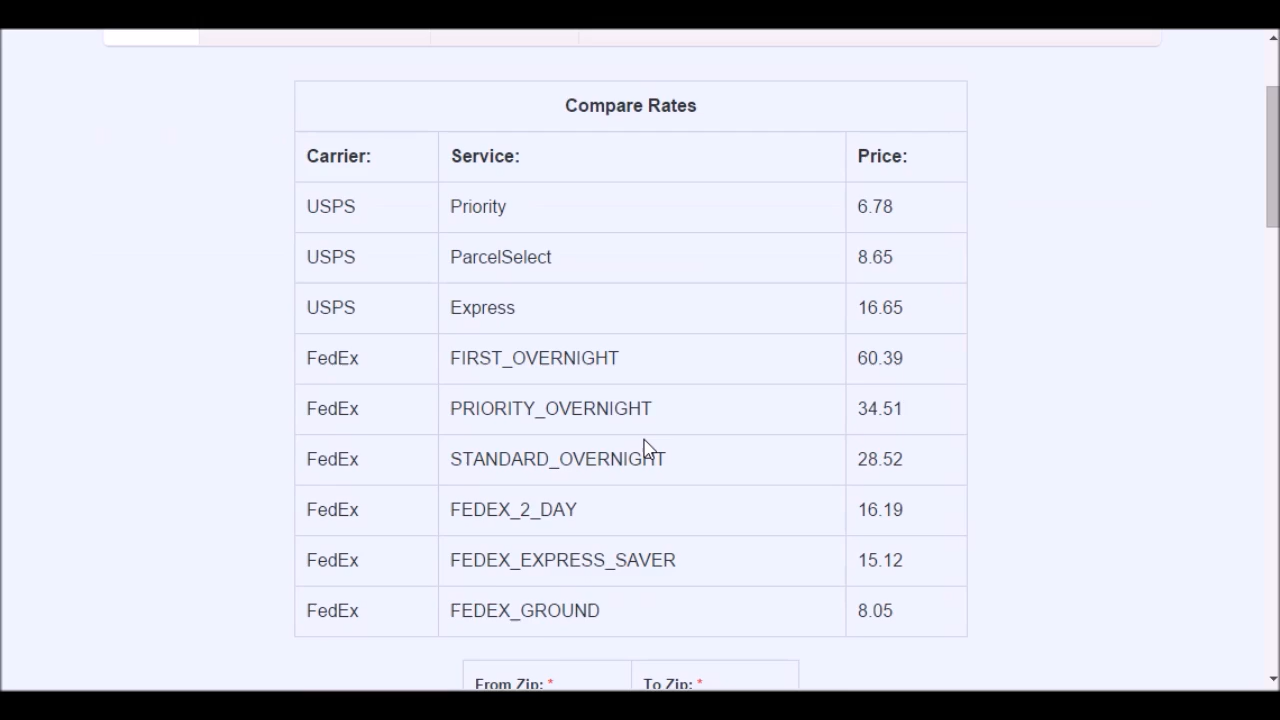 Compare Rates
Carrier: Service: Price:
USPS Priority 6.78
USPS ParcelSelect 8.65
USPS Express 16.65
FedEx FIRST_OVERNIGHT 60.39
FedEx PRIORITY_OVERNIGHT 34.51
FedEx STANDARD_OVERNIGHT 28.52
FedEx FEDEX_2_DAY 16.19
FedEx FEDEX_EXPRESS_SAVER 15.12
FedEx FEDEX_GROUND 8.05
From Zip: * To Zip: *